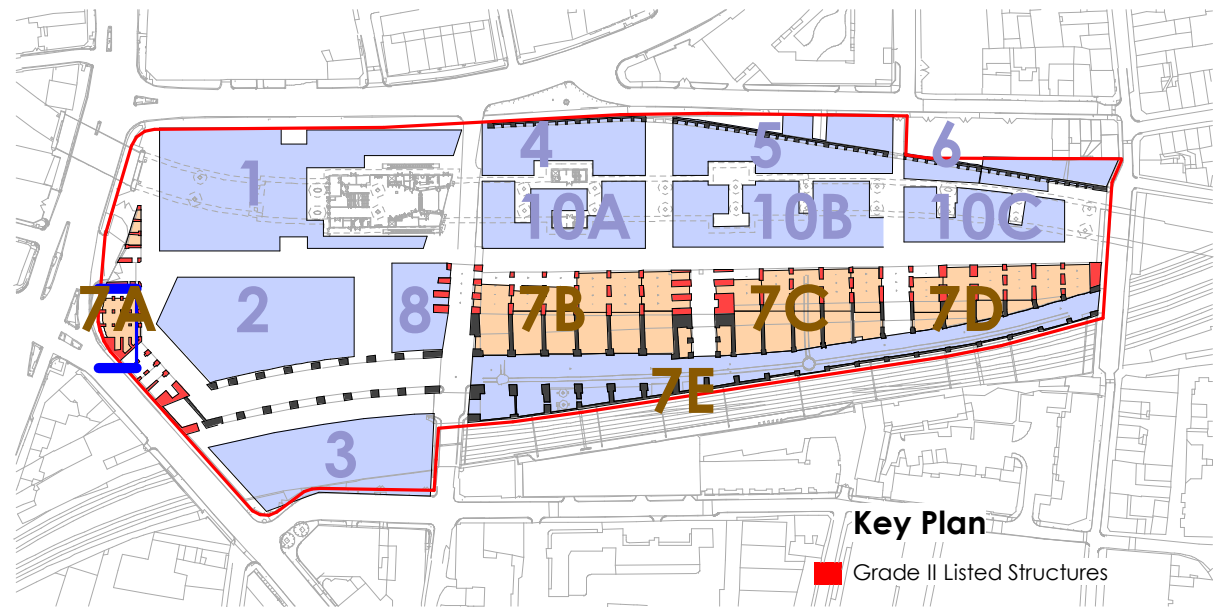 4
5
6
1
10A
10B
10C
7A
2
8
7B
7C
7D
7E
3
Key Plan
Grade II Listed Structures